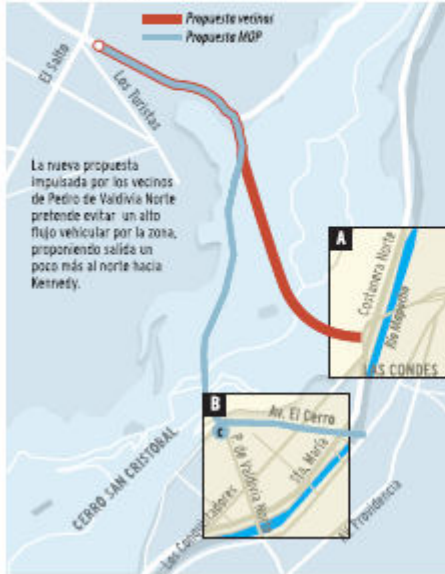 Propuesta vecinos
Propuesta MOP
El Salto
Los Turistas
La nueva propuesta
impulsada por los vecinos
de Pedro de Valdivia Norte
pretende evitar un alto
flujo vehicular por la zona,
proponiendo salida un
poco más al norte hacia
Kennedy.
A
Costanera Norte
Río Mapocho
LAS CONDES
B
Av. El Cerro
C
P. de Valdivia
Sta. María
CERRO SAN CRISTOBAL
Los Conquistadores
Providencia